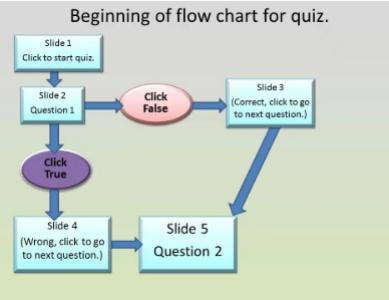 Beginning of flow chart for quiz.
Slide 1
Click to start quiz.
Slide 2
Question 1
Click
False
Slide 3
(Correct, click to go
to next question.)
Click
True
Slide 4
(Wrong, click to go
to next question.)
Slide 5
Question 2